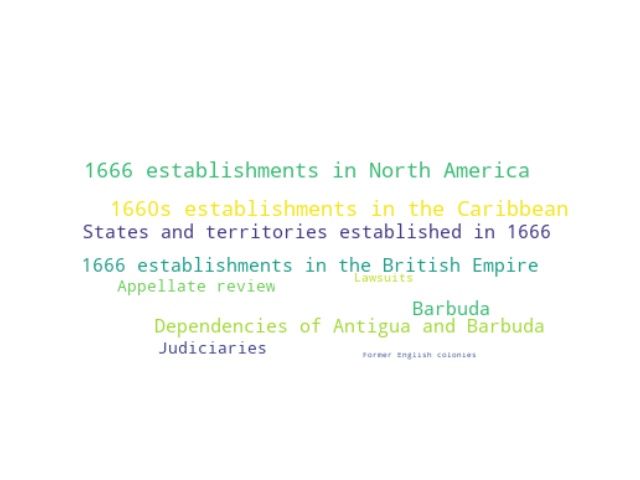 1666 establishments in North America
1660s establishments in the Caribbean
States and territories established in 1666
1666 establishments in the British Empire
Lawsuits
Appellate review
Barbuda
Dependencies of Antigua and Barbuda
Judiciaries
Former English colonies